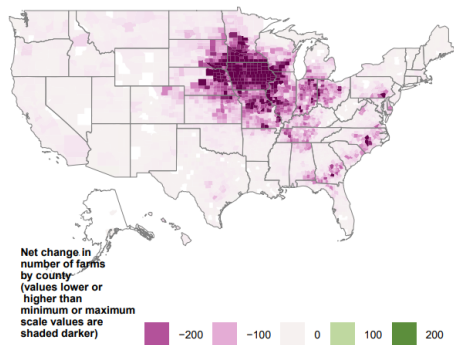 Net change in
number of farms
by county
(values lower or
higher than
minimum or maximum
scale values are
shaded darker)
−200 −100 0 100 200